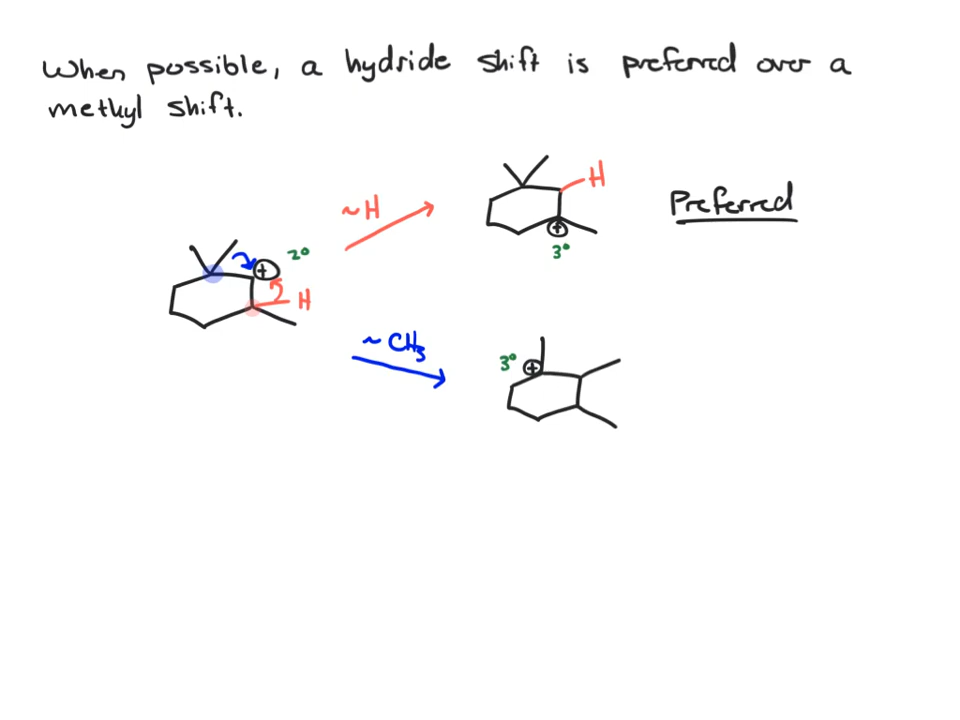 When possible, a hydride shift is preferred over a
methyl shift.
~H
H
Preferred
⊕
3°
⊕ 2°
H
~CH₃
3° ⊕